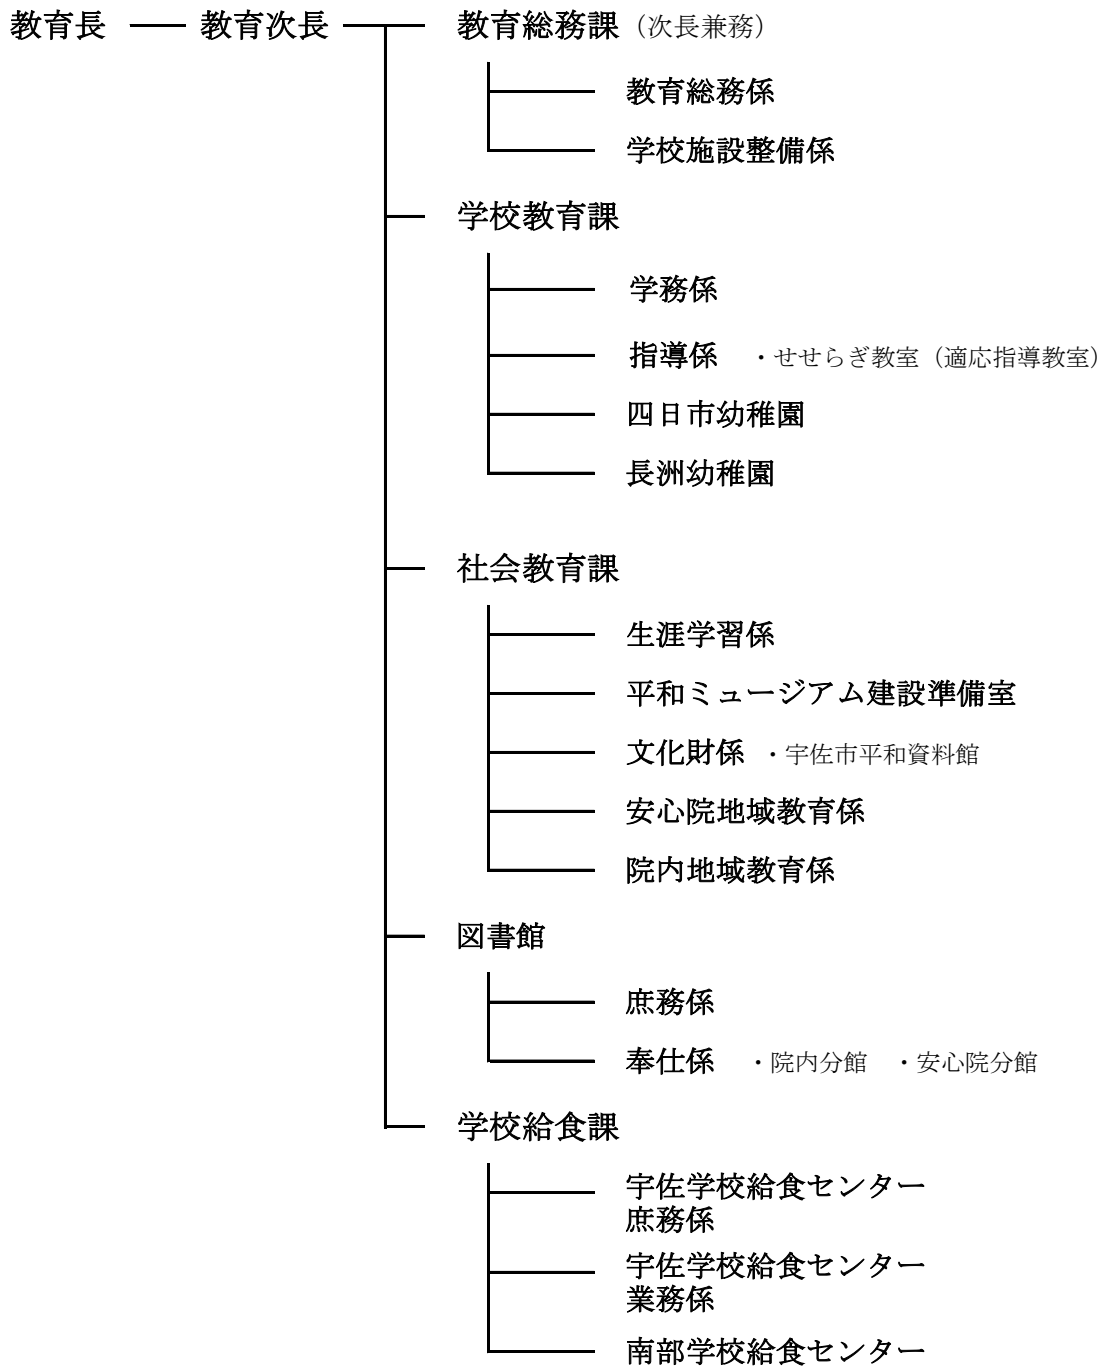 教育長 教育次長 教育総務課（次長兼務）
教育総務係
学校施設整備係
学校教育課
学務係
指導係 ・せせらぎ教室（適応指導教室）
四日市幼稚園
長洲幼稚園
社会教育課
生涯学習係
平和ミュージアム建設準備室
文化財係 ・宇佐市平和資料館
安心院地域教育係
院内地域教育係
図書館
庶務係
奉仕係 ・院内分館 ・安心院分館
学校給食課
宇佐学校給食センター
庶務係
宇佐学校給食センター
業務係
南部学校給食センター